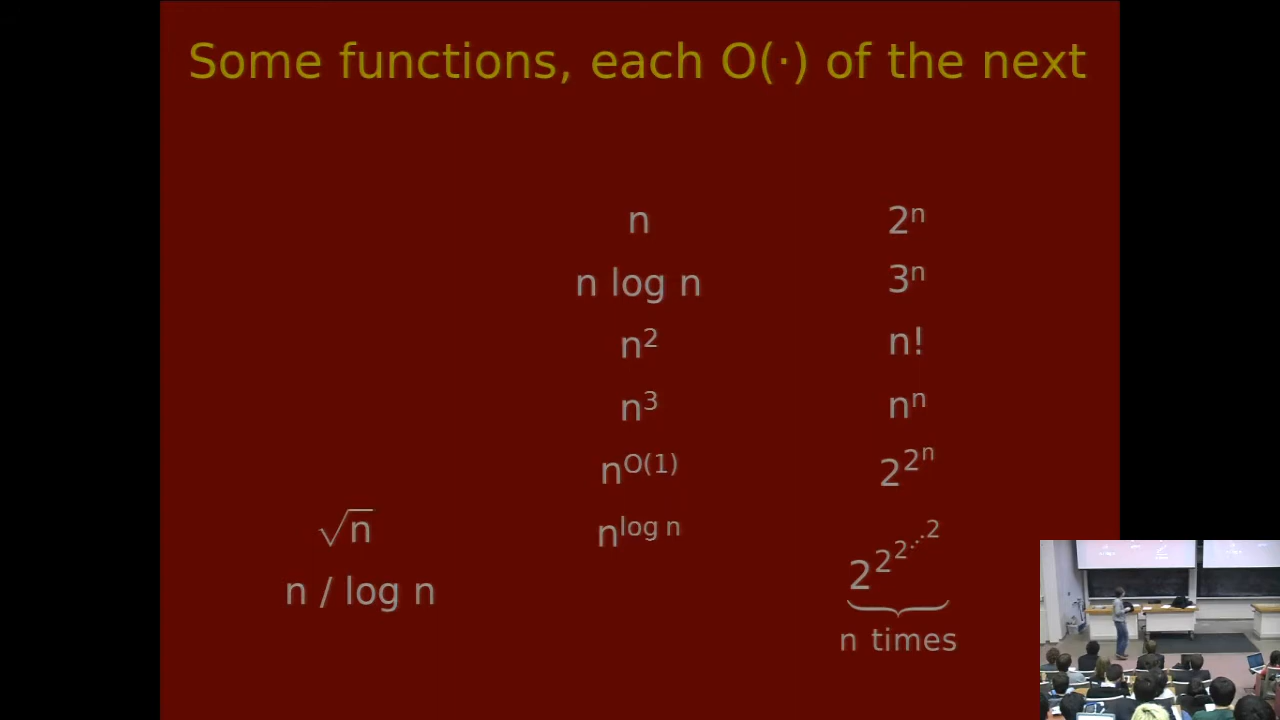 Some functions, each O(·) of the next
√n
n / log n
n
n log n
n²
n³
n^O(1)
n^log n
2ⁿ
3ⁿ
n!
nⁿ
2^2^n
2^2^2^⋰^2
n times